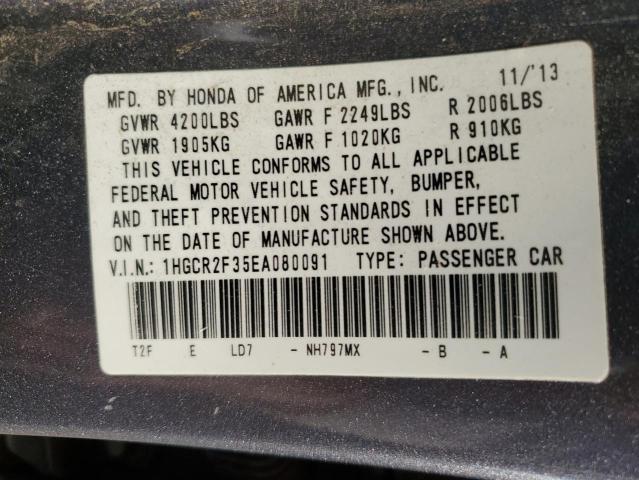 MFD. BY HONDA OF AMERICA MFG., INC. 11/'13
GVWR 4200LBS GAWR F 2249LBS R 2006LBS
GVWR 1905KG GAWR F 1020KG R 910KG
THIS VEHICLE CONFORMS TO ALL APPLICABLE
FEDERAL MOTOR VEHICLE SAFETY, BUMPER,
AND THEFT PREVENTION STANDARDS IN EFFECT
ON THE DATE OF MANUFACTURE SHOWN ABOVE.
V.I.N.: 1HGCR2F35EA080091 TYPE: PASSENGER CAR
T2F E LD7 - NH797MX - B - A